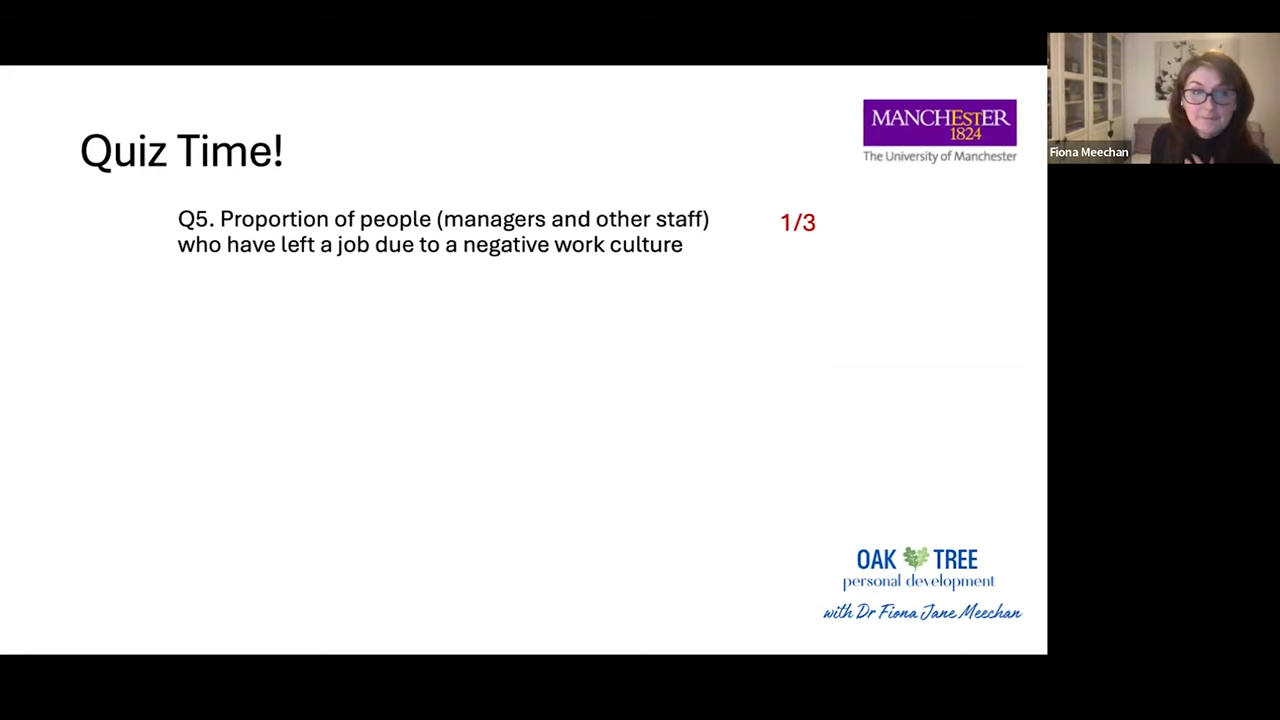 Quiz Time!
MANCHESTER
1824
The University of Manchester
Fiona Meechan
Q5. Proportion of people (managers and other staff) 1/3
who have left a job due to a negative work culture
OAK TREE
personal development
with Dr Fiona Jane Meechan